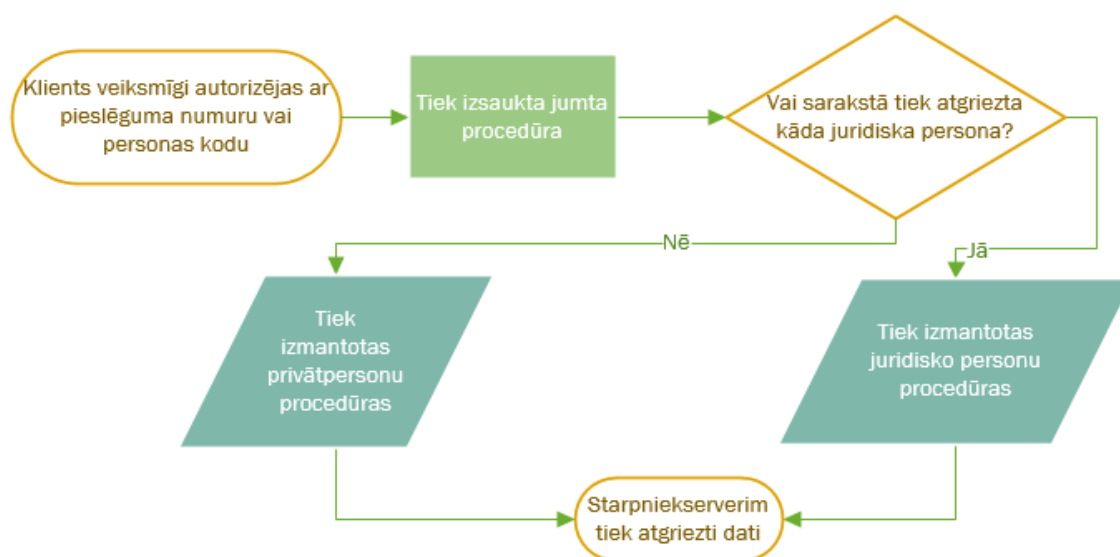 Klients veiksmīgi autorizējas ar
pieslēguma numuru vai
personas kodu
Tiek izsaukta jumta
procedūra
Vai sarakstā tiek atgriezta
kāda juridiska persona?
Nē
Jā
Tiek
izmantotas
privātpersonu
procedūras
Tiek izmantotas
juridisko personu
procedūras
Starpniekserverim
tiek atgriezti dati